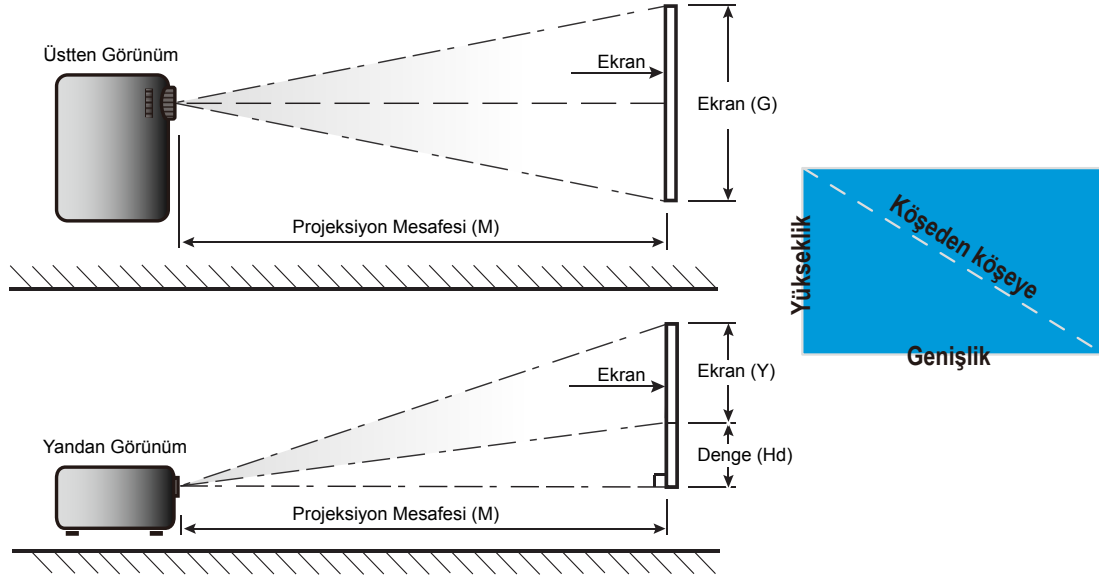 Üstten Görünüm
Ekran
Ekran (G)
Projeksiyon Mesafesi (M)
Yükseklik
Köşeden köşeye
Genişlik
Ekran
Ekran (Y)
Yandan Görünüm
Denge (Hd)
Projeksiyon Mesafesi (M)